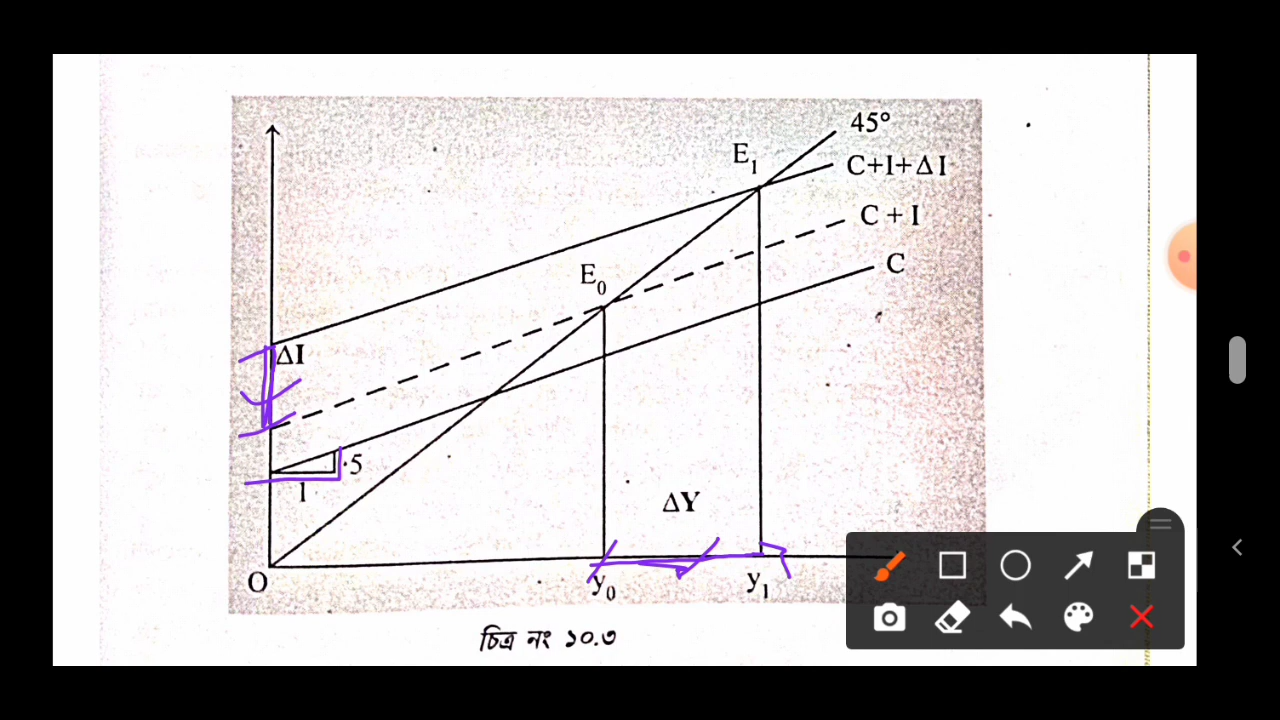 45°
E₁
C+I+ΔI
C + I
E₀
C
ΔI
·5
1
ΔY
O
y₀
y₁
চিত্র নং ১০.৩